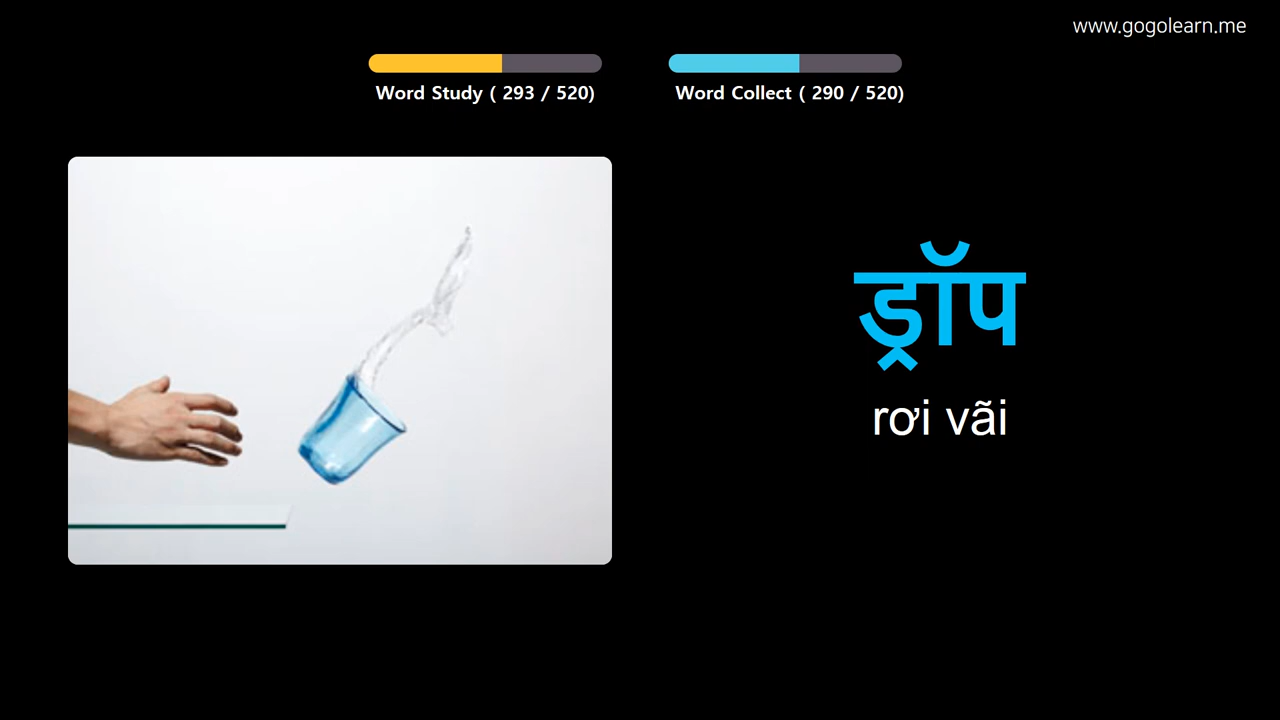 www.gogolearn.me
Word Study ( 293 / 520)
Word Collect ( 290 / 520)
ड्रॉप
rơi vãi